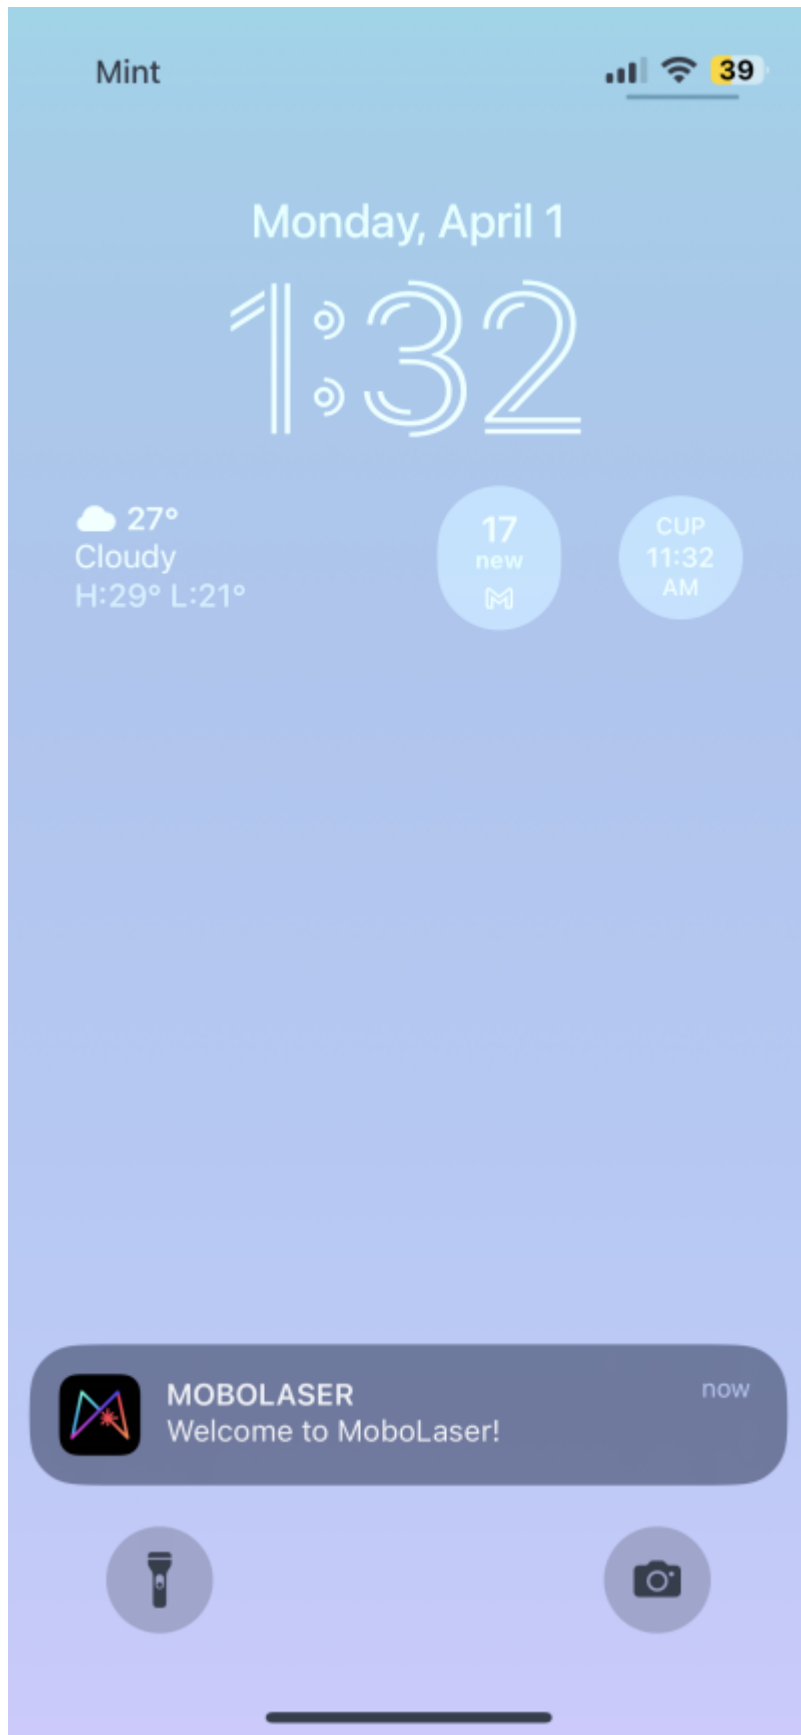 Mint
39
Monday, April 1
1:32
27°
Cloudy
H:29° L:21°
17
new
CUP
11:32
AM
MOBOLASER
now
Welcome to MoboLaser!